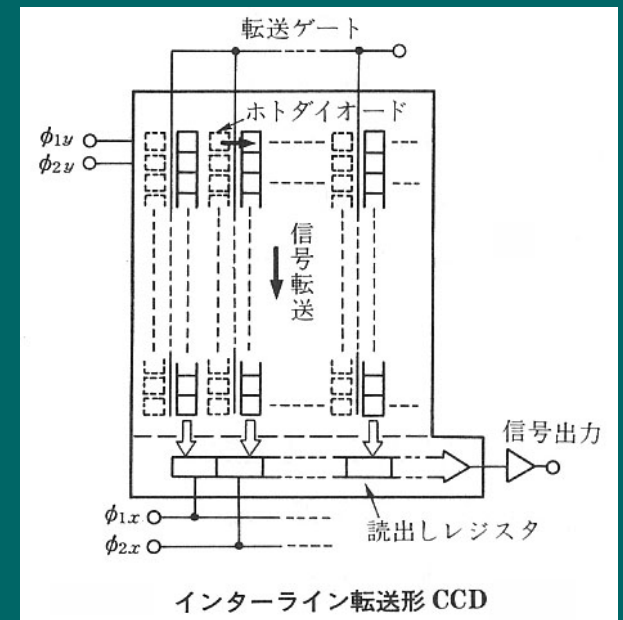 転送ゲート
ホトダイオード
ϕ1y
ϕ2y
信号転送
信号出力
ϕ1x
ϕ2x
読出しレジスタ
インターライン転送形 CCD